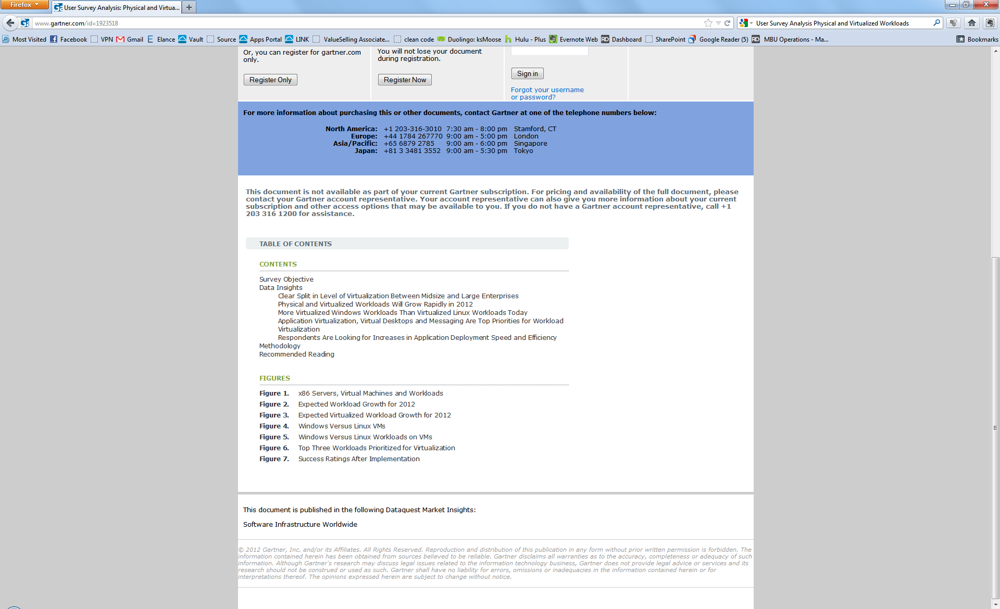 Firefox
User Survey Analysis: Physical and Virtua...
www.gartner.com/id=1923518
User Survey Analysis Physical and Virtualized Workloads
Most Visited Facebook VPN Gmail Elance Vault Source Apps Portal LINK ValueSelling Associate... clean code Duolingo: ksMoose Hulu - Plus Evernote Web Dashboard SharePoint Google Reader (5) MBU Operations - Ma... Bookmarks
Or, you can register for gartner.com
only.
Register Only
You will not lose your document
during registration.
Register Now
Sign in
Forgot your username
or password?
For more information about purchasing this or other documents, contact Gartner at one of the telephone numbers below:
North America: +1 203-316-3010 7:30 am - 8:00 pm Stamford, CT
Europe: +44 1784 267770 9:00 am - 5:00 pm London
Asia/Pacific: +65 6879 2785 9:00 am - 6:00 pm Singapore
Japan: +81 3 3481 3552 9:00 am - 5:30 pm Tokyo
This document is not available as part of your current Gartner subscription. For pricing and availability of the full document, please
contact your Gartner account representative. Your account representative can also give you more information about your current
subscription and other access options that may be available to you. If you do not have a Gartner account representative, call +1
203 316 1200 for assistance.
TABLE OF CONTENTS
CONTENTS
Survey Objective
Data Insights
Clear Split in Level of Virtualization Between Midsize and Large Enterprises
Physical and Virtualized Workloads Will Grow Rapidly in 2012
More Virtualized Windows Workloads Than Virtualized Linux Workloads Today
Application Virtualization, Virtual Desktops and Messaging Are Top Priorities for Workload
Virtualization
Respondents Are Looking for Increases in Application Deployment Speed and Efficiency
Methodology
Recommended Reading
FIGURES
Figure 1. x86 Servers, Virtual Machines and Workloads
Figure 2. Expected Workload Growth for 2012
Figure 3. Expected Virtualized Workload Growth for 2012
Figure 4. Windows Versus Linux VMs
Figure 5. Windows Versus Linux Workloads on VMs
Figure 6. Top Three Workloads Prioritized for Virtualization
Figure 7. Success Ratings After Implementation
This document is published in the following Dataquest Market Insights:
Software Infrastructure Worldwide
© 2012 Gartner, Inc. and/or its Affiliates. All Rights Reserved. Reproduction and distribution of this publication in any form without prior written permission is forbidden. The
information contained herein has been obtained from sources believed to be reliable. Gartner disclaims all warranties as to the accuracy, completeness or adequacy of such
information. Although Gartner's research may discuss legal issues related to the information technology business, Gartner does not provide legal advice or services and its
research should not be construed or used as such. Gartner shall have no liability for errors, omissions or inadequacies in the information contained herein or for
interpretations thereof. The opinions expressed herein are subject to change without notice.